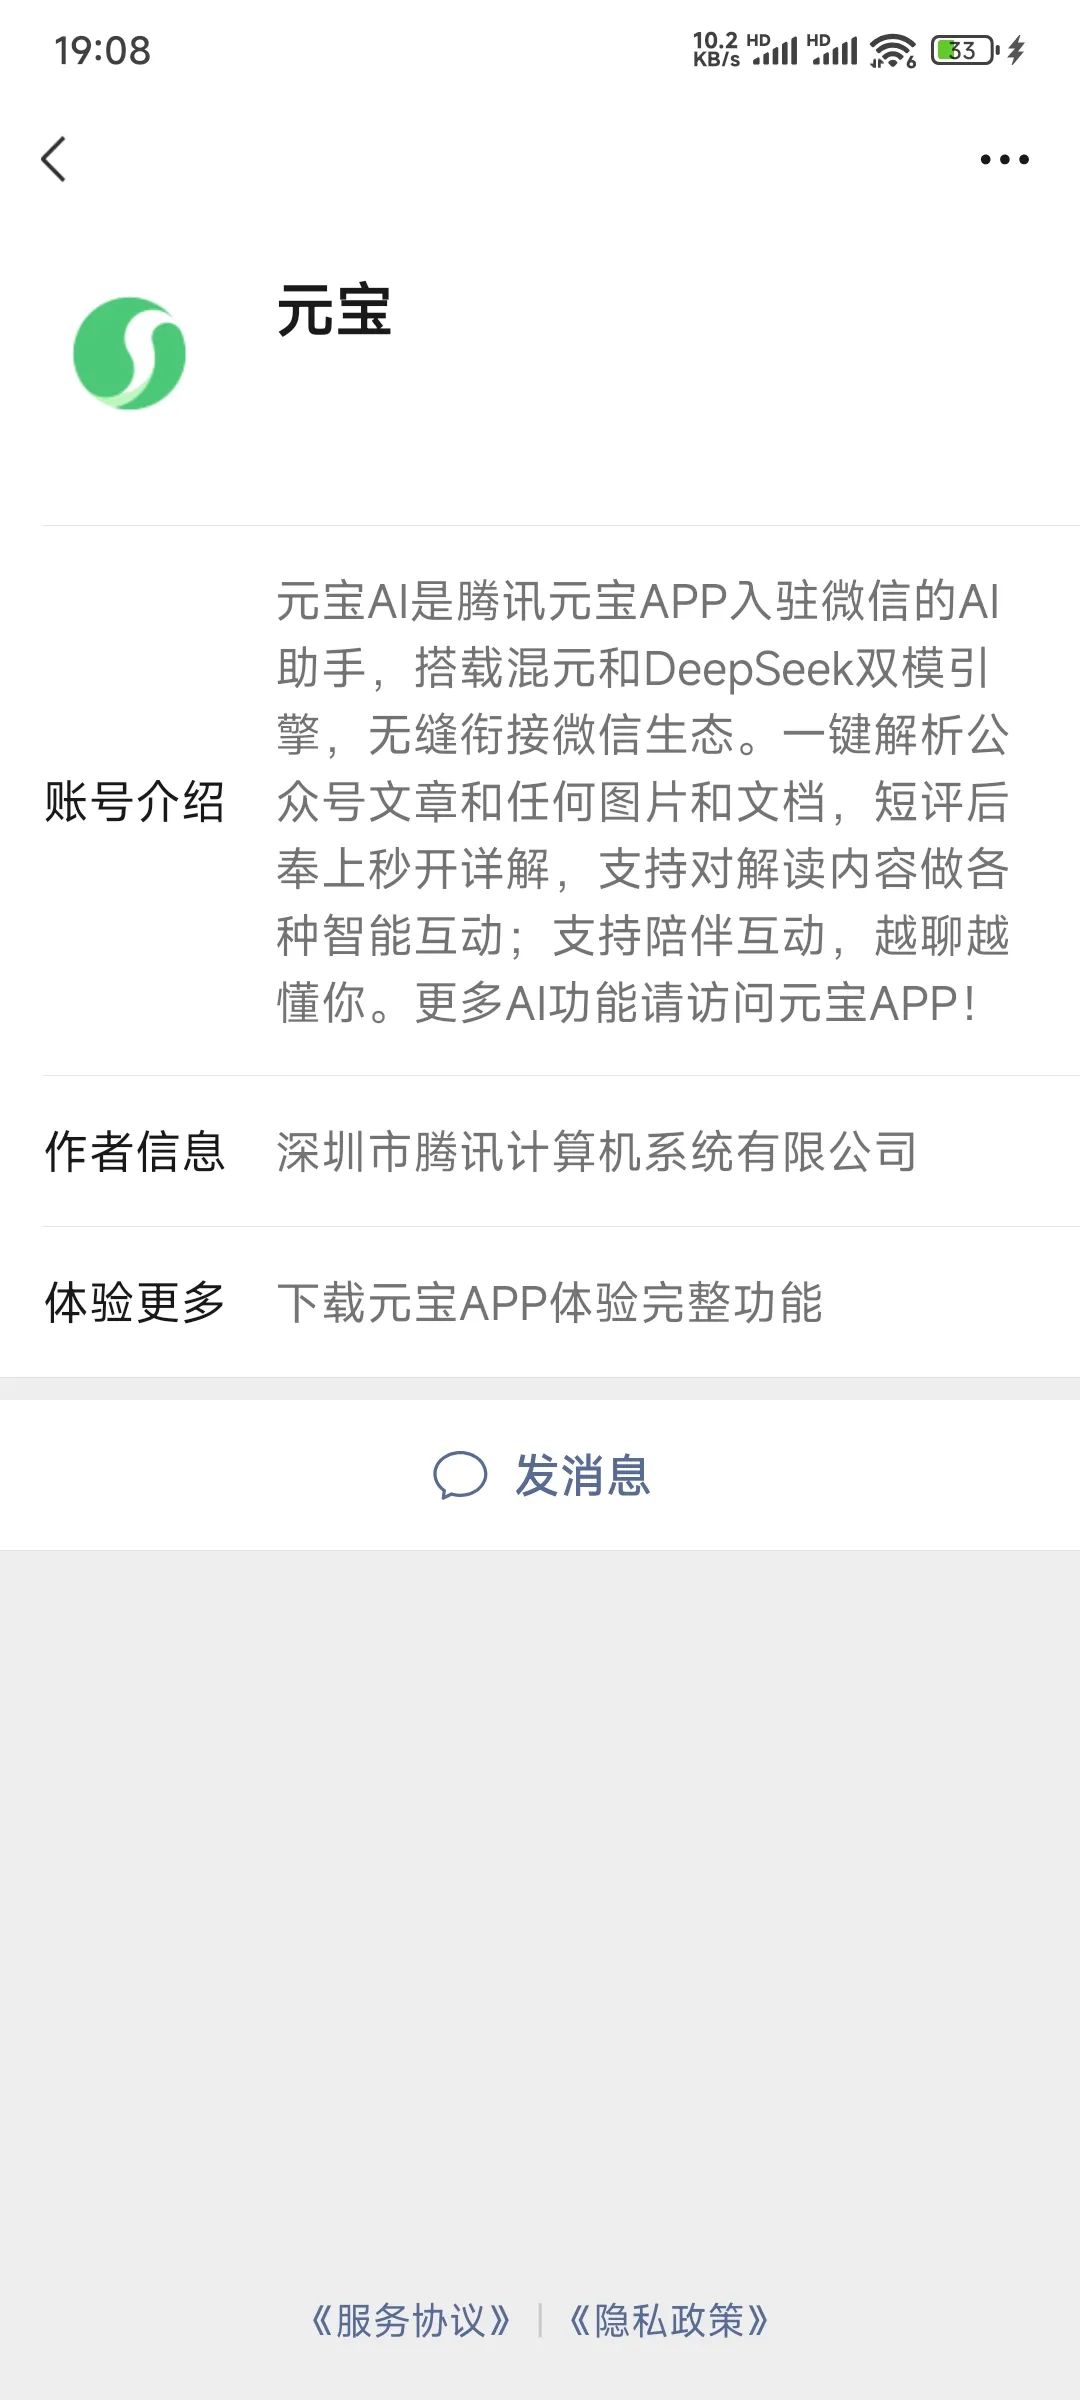 19:08
10.2 KB/s HD HD 6 33
元宝
账号介绍
元宝AI是腾讯元宝APP入驻微信的AI
助手，搭载混元和DeepSeek双模引
擎，无缝衔接微信生态。一键解析公
众号文章和任何图片和文档，短评后
奉上秒开详解，支持对解读内容做各
种智能互动；支持陪伴互动，越聊越
懂你。更多AI功能请访问元宝APP！
作者信息 深圳市腾讯计算机系统有限公司
体验更多 下载元宝APP体验完整功能
发消息
《服务协议》｜《隐私政策》